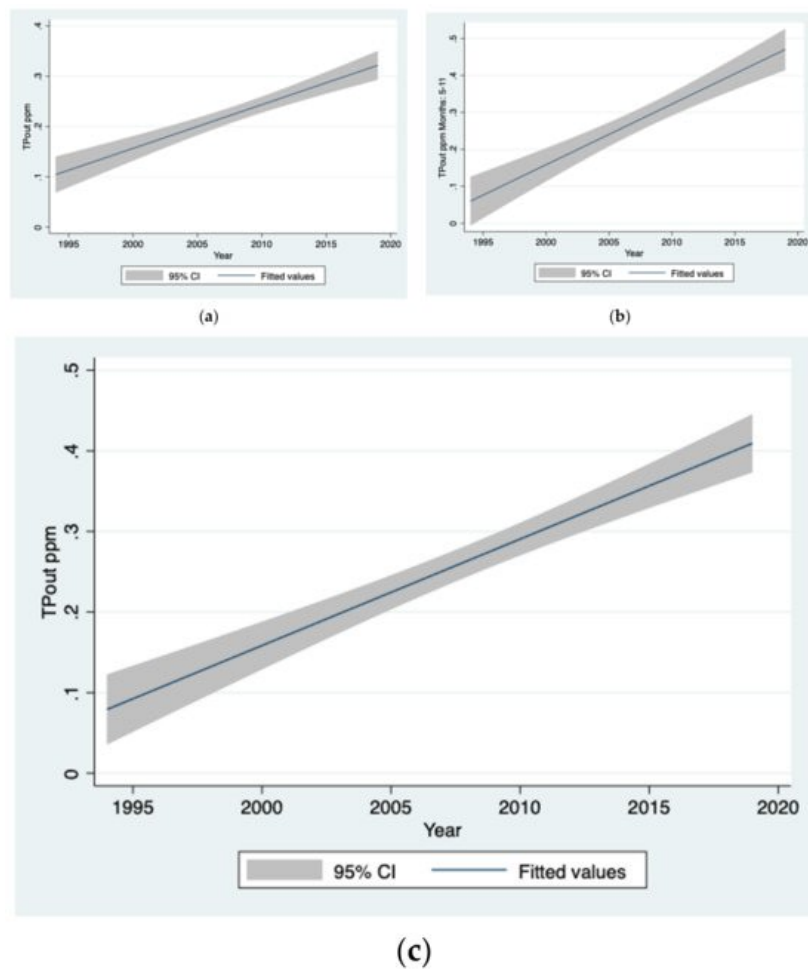 .4
.3
.2
.1
0
TPout ppm
1995 2000 2005 2010 2015 2020
Year
95% CI Fitted values
(a)
.5
.4
.3
.2
.1
0
TPout ppm Months: 5-11
1995 2000 2005 2010 2015 2020
Year
95% CI Fitted values
(b)
.5
.4
.3
.2
.1
0
TPout ppm
1995 2000 2005 2010 2015 2020
Year
95% CI Fitted values
(c)